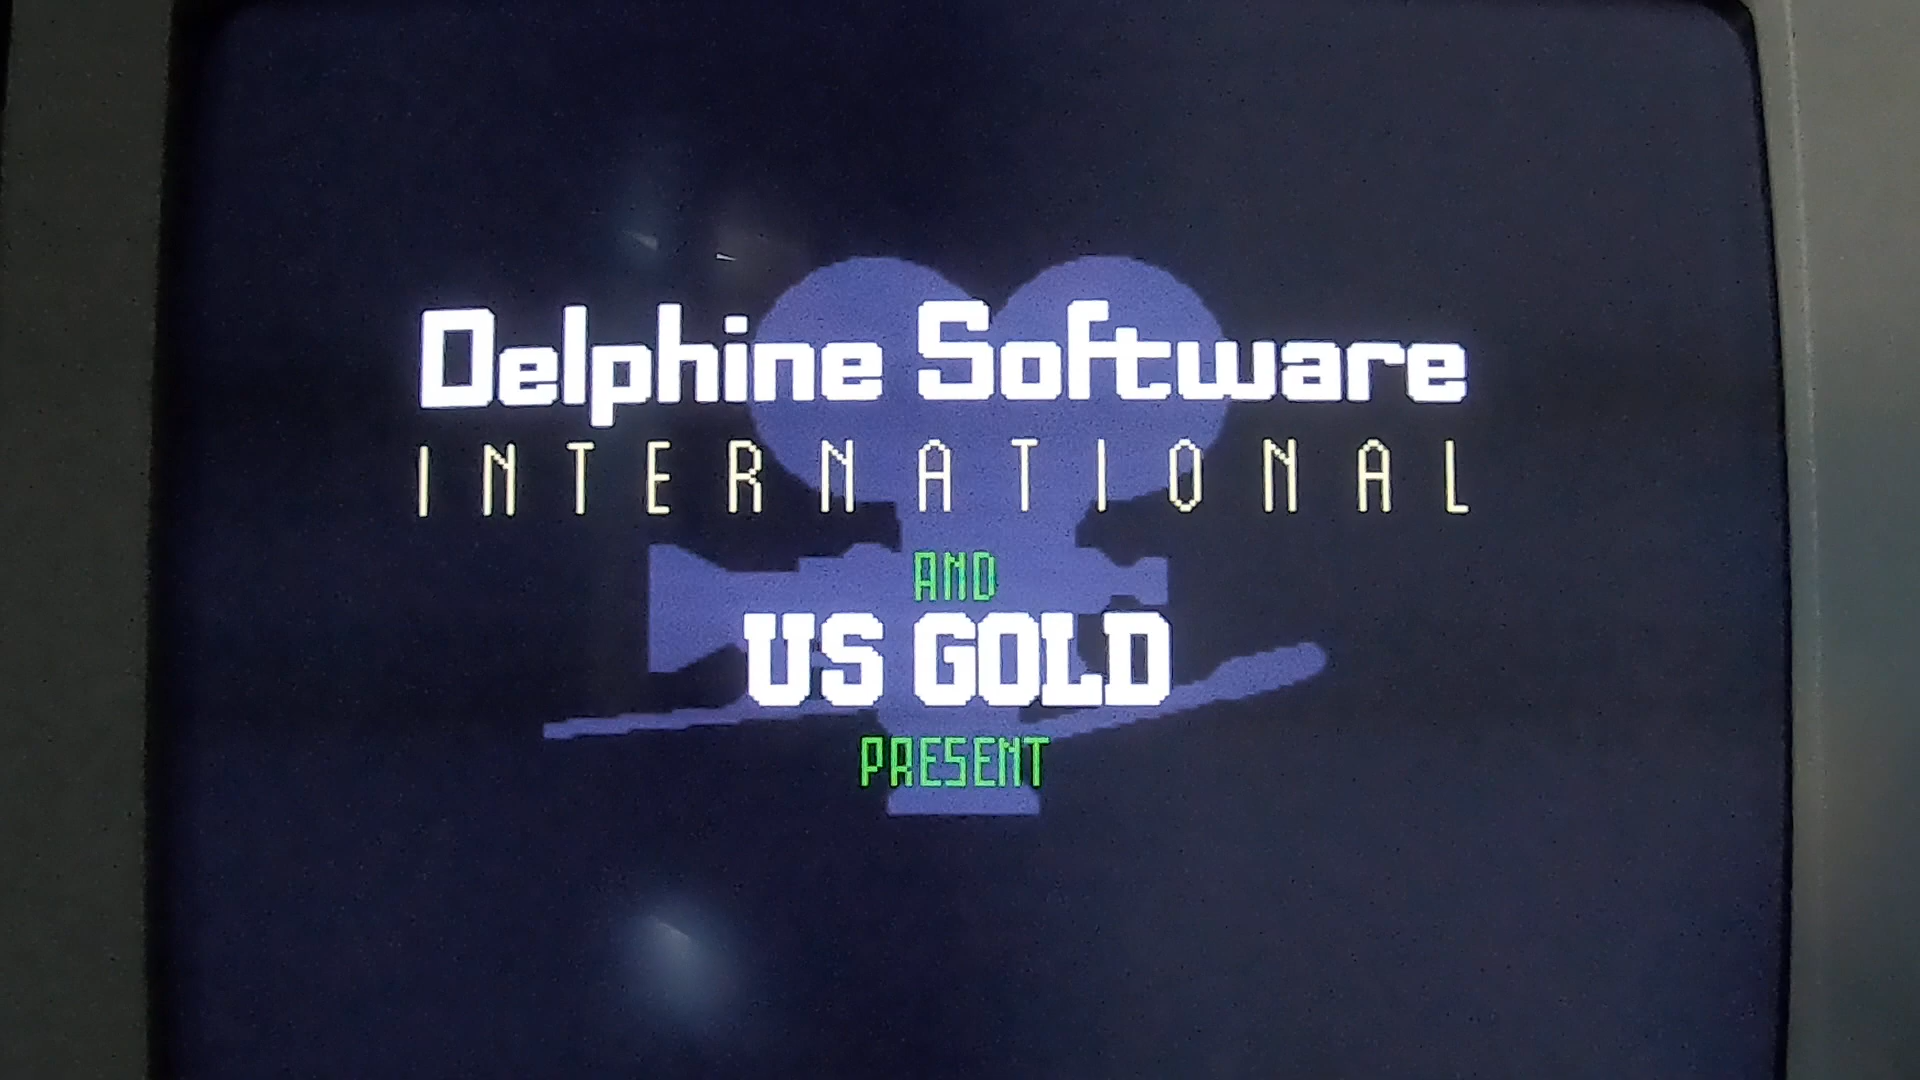 Delphine Software
INTERNATIONAL
AND
US GOLD
PRESENT